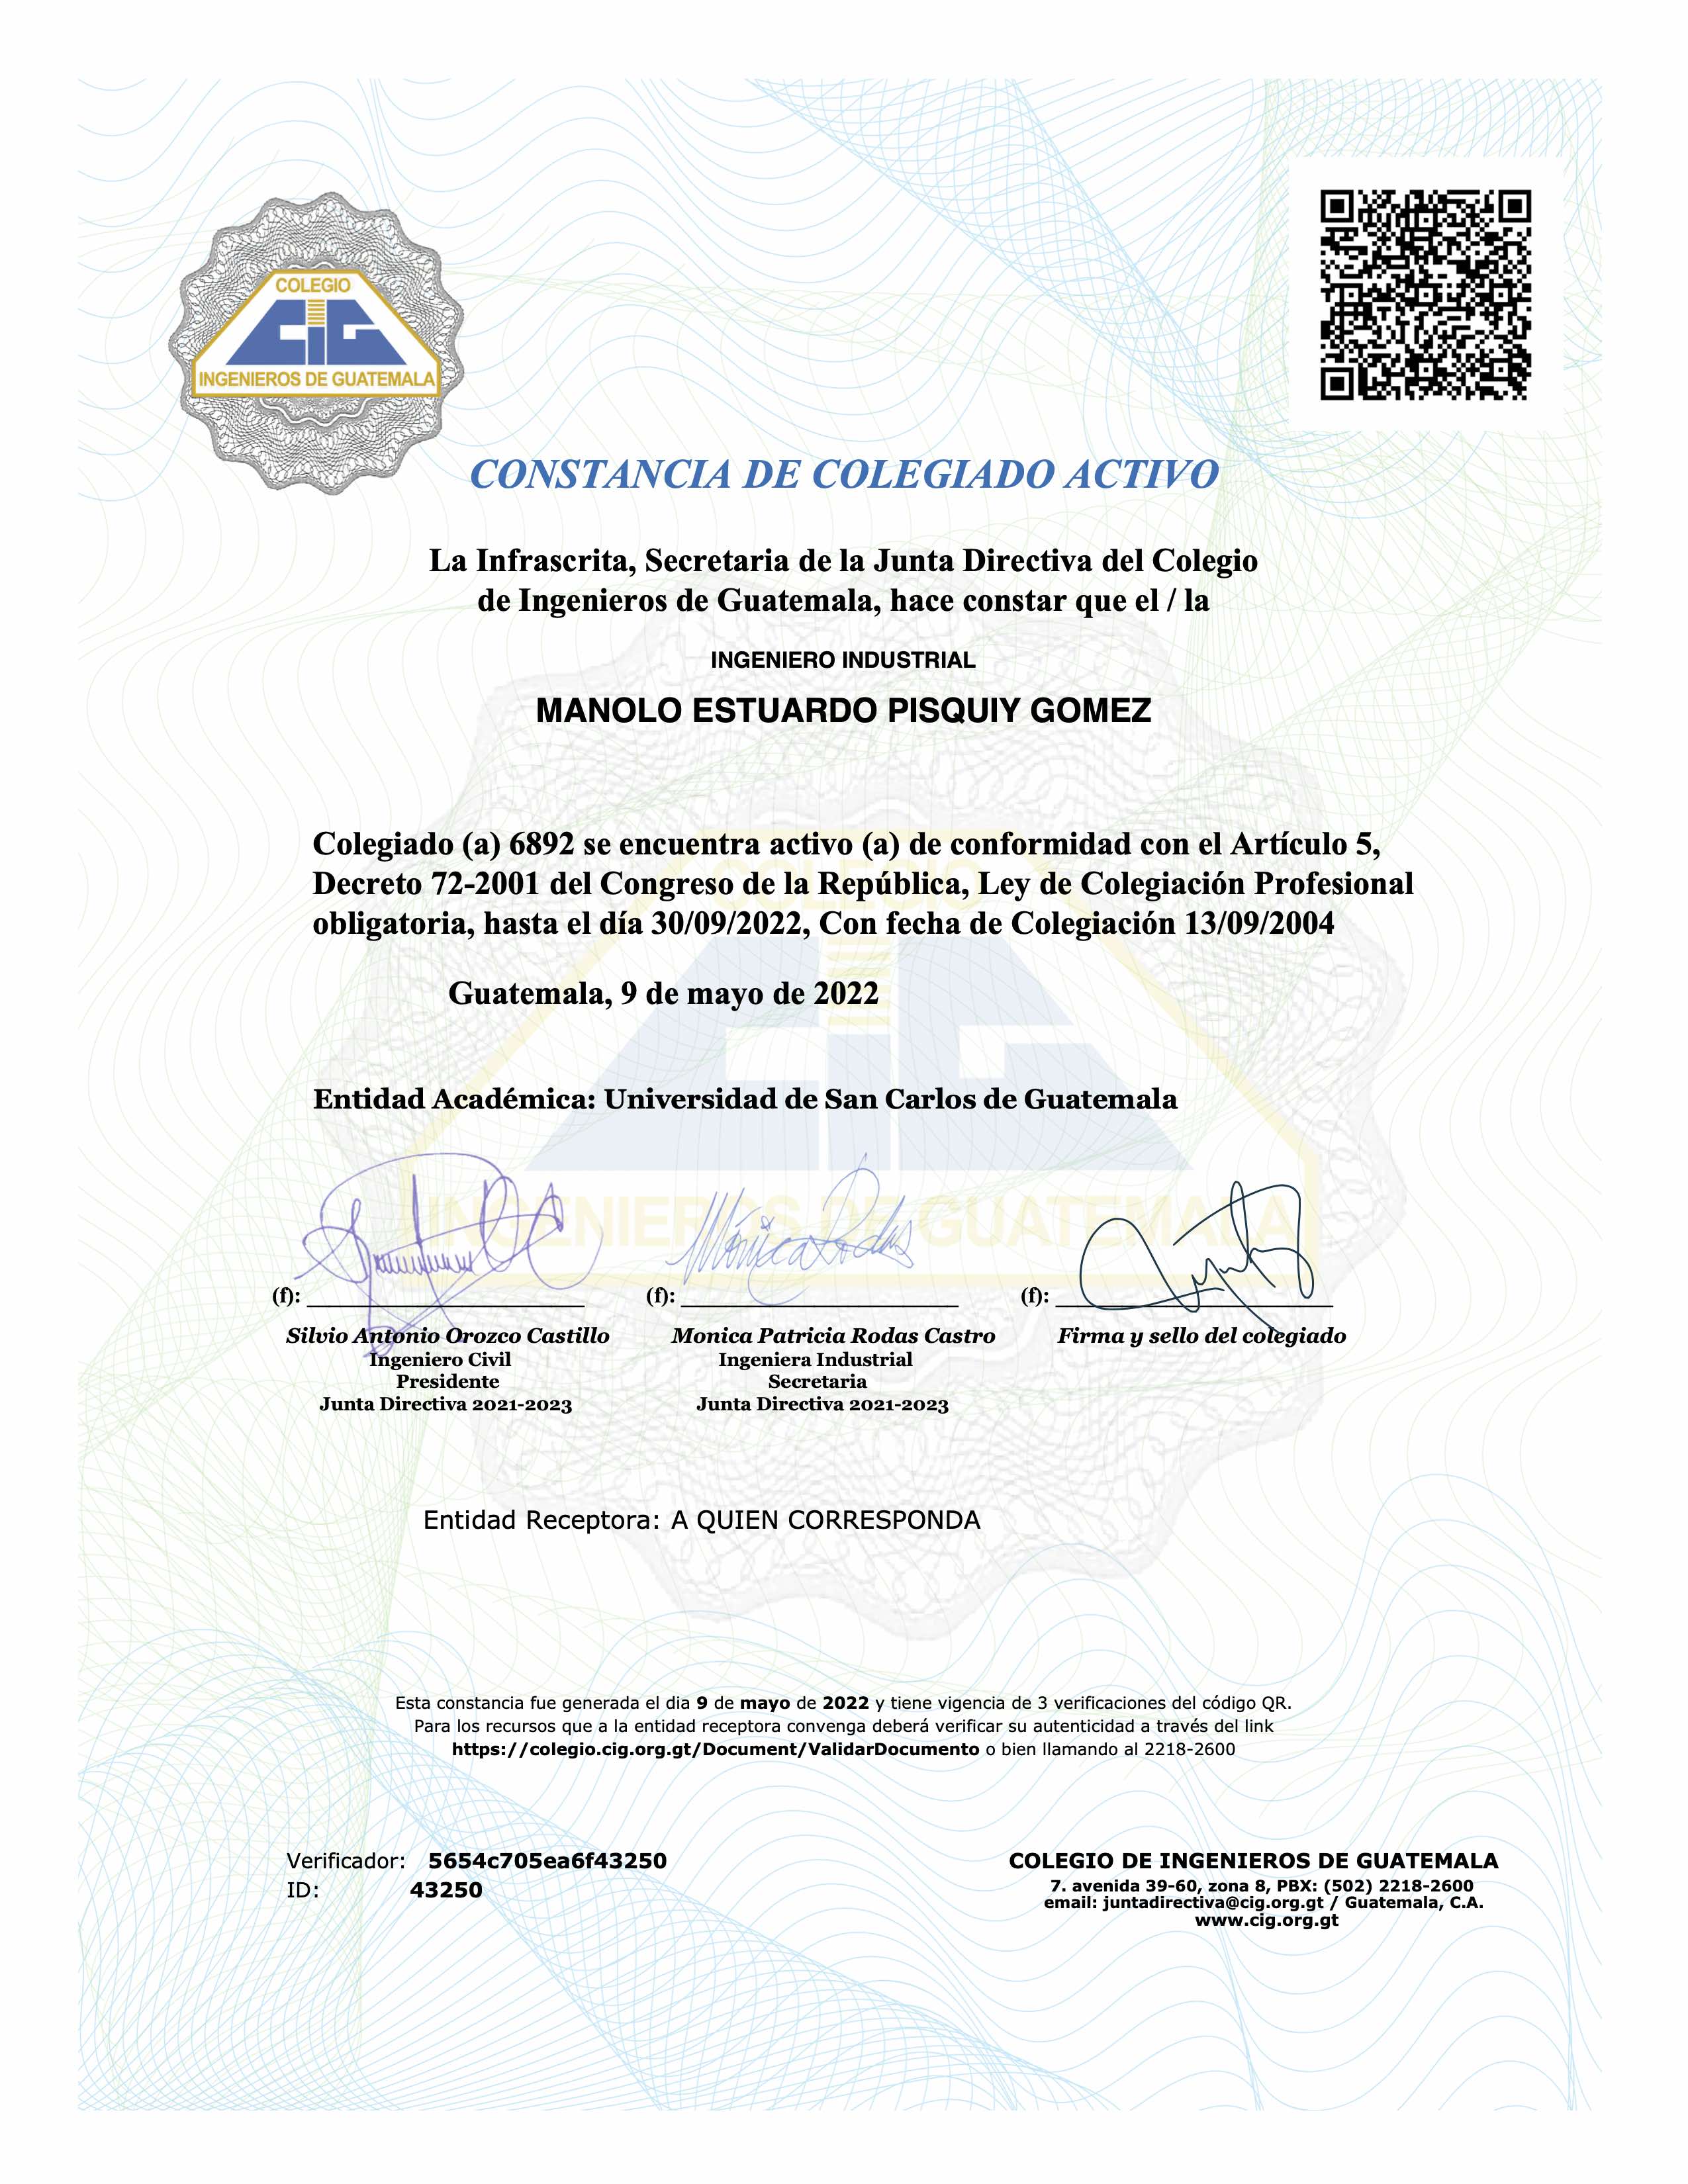 COLEGIO
CIG
INGENIEROS DE GUATEMALA
CONSTANCIA DE COLEGIADO ACTIVO
La Infrascrita, Secretaria de la Junta Directiva del Colegio
de Ingenieros de Guatemala, hace constar que el / la
INGENIERO INDUSTRIAL
MANOLO ESTUARDO PISQUIY GOMEZ
Colegiado (a) 6892 se encuentra activo (a) de conformidad con el Artículo 5,
Decreto 72-2001 del Congreso de la República, Ley de Colegiación Profesional
obligatoria, hasta el día 30/09/2022, Con fecha de Colegiación 13/09/2004
Guatemala, 9 de mayo de 2022
COLEGIO
CIG
INGENIEROS DE GUATEMALA
Entidad Académica: Universidad de San Carlos de Guatemala
Mónica Rodas
(f): (f): (f):
Silvio Antonio Orozco Castillo Monica Patricia Rodas Castro Firma y sello del colegiado
Ingeniero Civil Ingeniera Industrial
Presidente Secretaria
Junta Directiva 2021-2023 Junta Directiva 2021-2023
Entidad Receptora: A QUIEN CORRESPONDA
Esta constancia fue generada el dia 9 de mayo de 2022 y tiene vigencia de 3 verificaciones del código QR.
Para los recursos que a la entidad receptora convenga deberá verificar su autenticidad a través del link
https://colegio.cig.org.gt/Document/ValidarDocumento o bien llamando al 2218-2600
Verificador: 5654c705ea6f43250
ID: 43250
COLEGIO DE INGENIEROS DE GUATEMALA
7. avenida 39-60, zona 8, PBX: (502) 2218-2600
email: juntadirectiva@cig.org.gt / Guatemala, C.A.
www.cig.org.gt